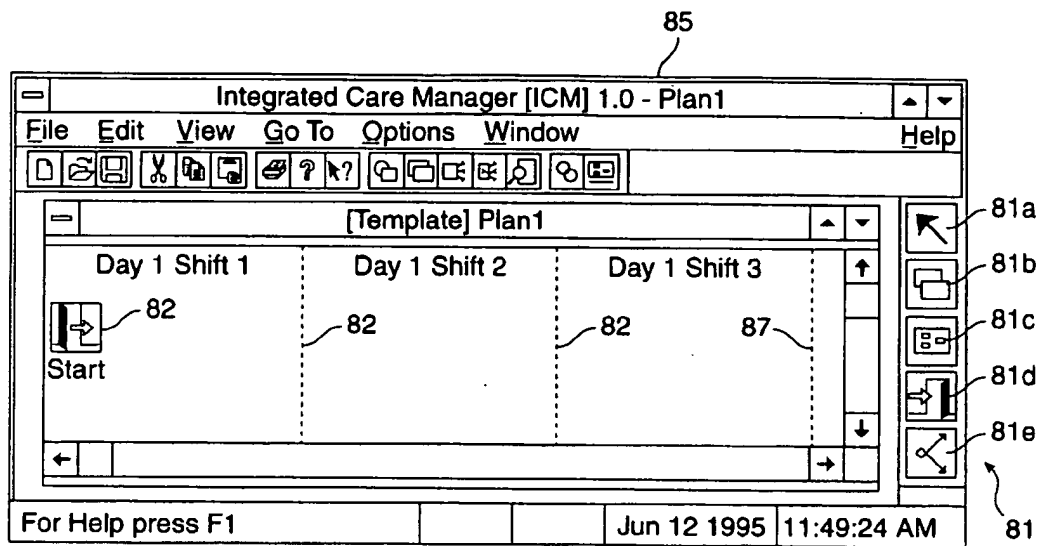 85
Integrated Care Manager [ICM] 1.0 - Plan1
File Edit View Go To Options Window Help
? ?
[Template] Plan1
81a
Day 1 Shift 1 Day 1 Shift 2 Day 1 Shift 3
81b
82 82 82 87
81c
Start
81d
81e
For Help press F1 Jun 12 1995 11:49:24 AM
81